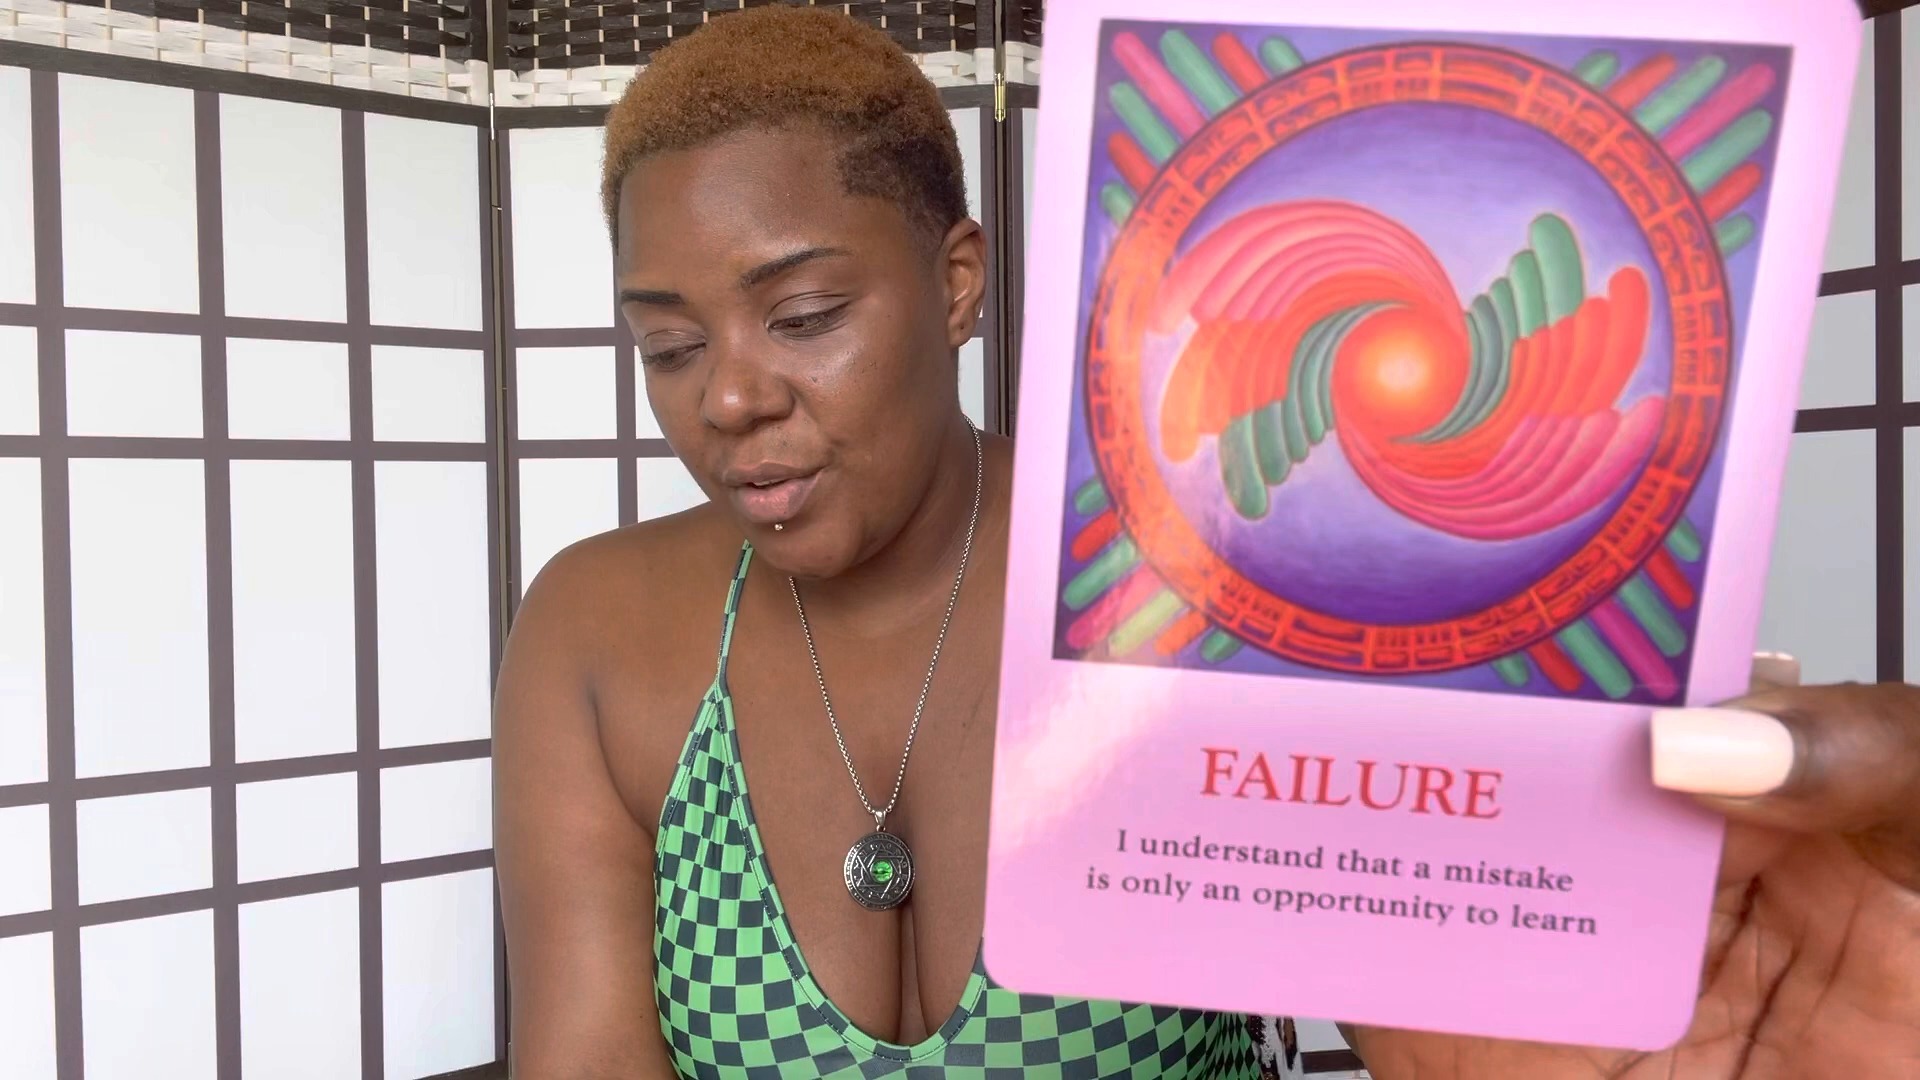 FAILURE
I understand that a mistake
is only an opportunity to learn